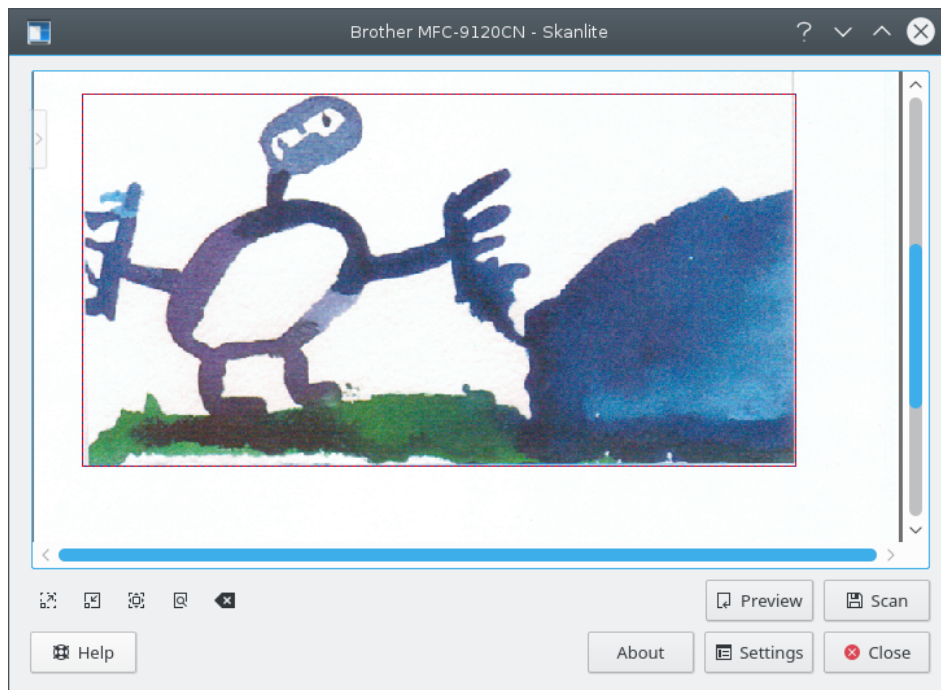 Brother MFC-9120CN - Skanlite
Preview
Scan
Help
About
Settings
Close